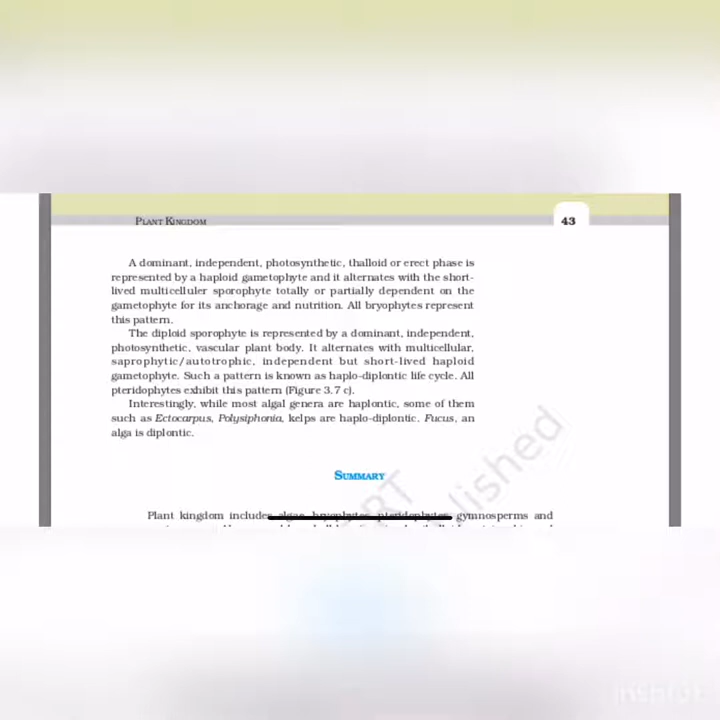 PLANT KINGDOM
43
A dominant, independent, photosynthetic, thalloid or erect phase is
represented by a haploid gametophyte and it alternates with the short-
lived multicelluler sporophyte totally or partially dependent on the
gametophyte for its anchorage and nutrition. All bryophytes represent
this pattern.
The diploid sporophyte is represented by a dominant, independent,
photosynthetic, vascular plant body. It alternates with multicellular,
saprophytic/autotrophic, independent but short-lived haploid
gametophyte. Such a pattern is known as haplo-diplontic life cycle. All
pteridophytes exhibit this pattern (Figure 3.7 c).
Interestingly, while most algal genera are haplontic, some of them
such as Ectocarpus, Polysiphonia, kelps are haplo-diplontic. Fucus, an
alga is diplontic.
SUMMARY
Plant kingdom includes algae, bryophytes, pteridophytes, gymnosperms and